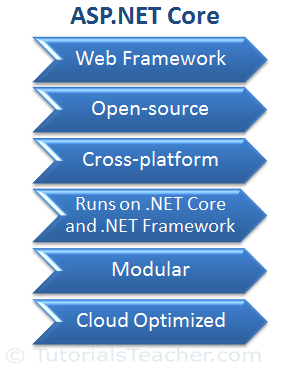 ASP.NET Core
Web Framework
Open-source
Cross-platform
Runs on .NET Core
and .NET Framework
Modular
Cloud Optimized
© TutorialsTeacher.com